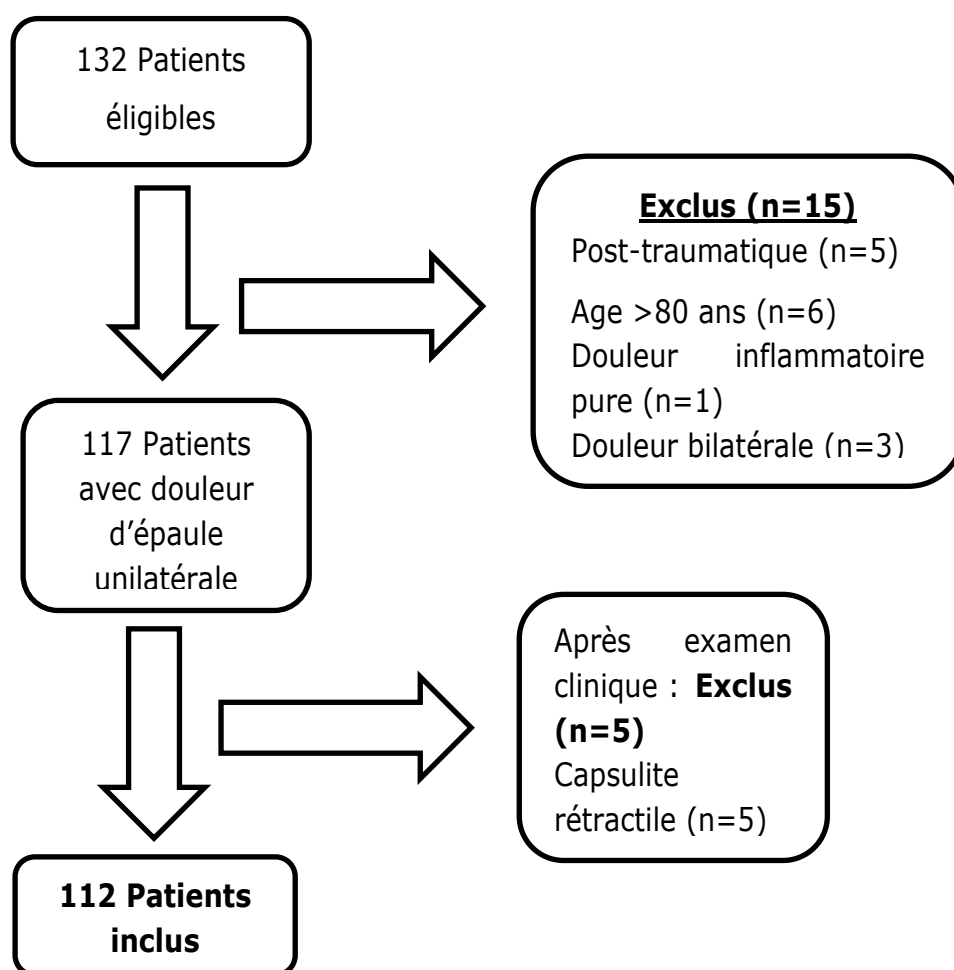 132 Patients
éligibles
Exclus (n=15)
Post-traumatique (n=5)
Age >80 ans (n=6)
Douleur inflammatoire
pure (n=1)
Douleur bilatérale (n=3)
117 Patients
avec douleur
d’épaule
unilatérale
Après examen
clinique : Exclus
(n=5)
Capsulite
rétractile (n=5)
112 Patients
inclus